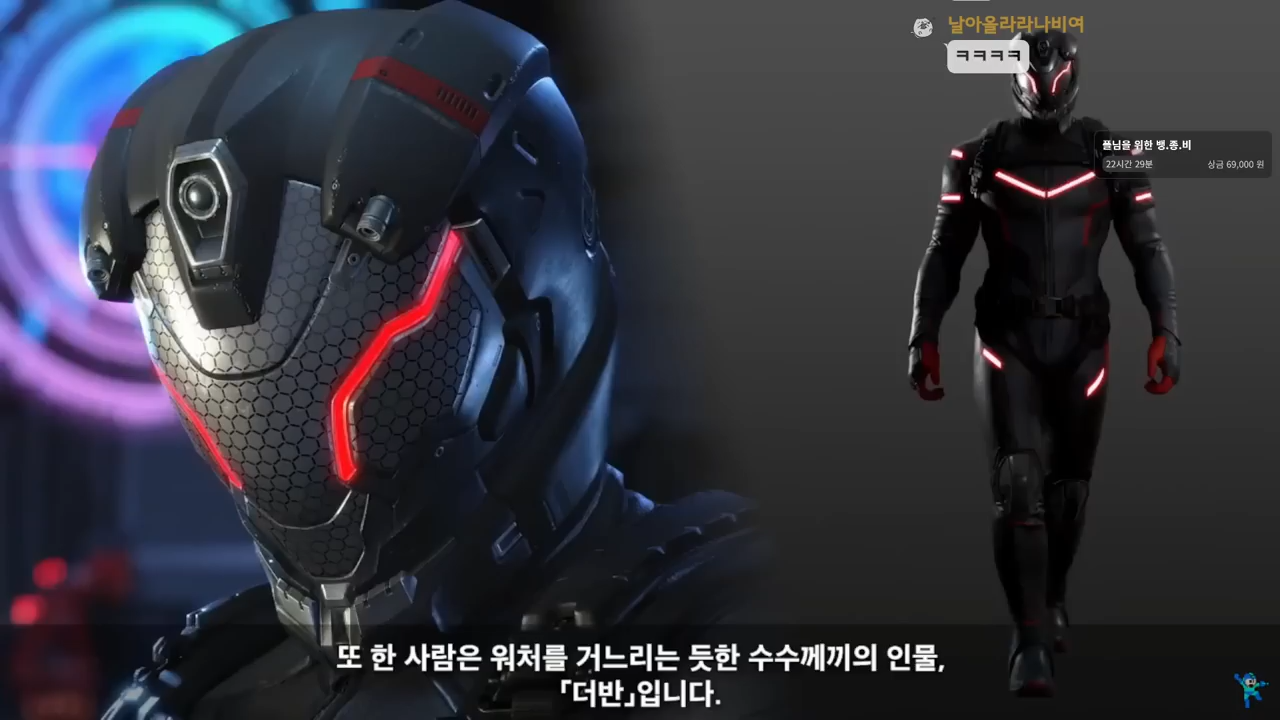 날아올라라나비여
ㅋㅋㅋㅋ
플님을 위한 뱅.종.비
22시간 29분
상금 69,000 원
또 한 사람은 워처를 거느리는 듯한 수수께끼의 인물,
「더반」입니다.